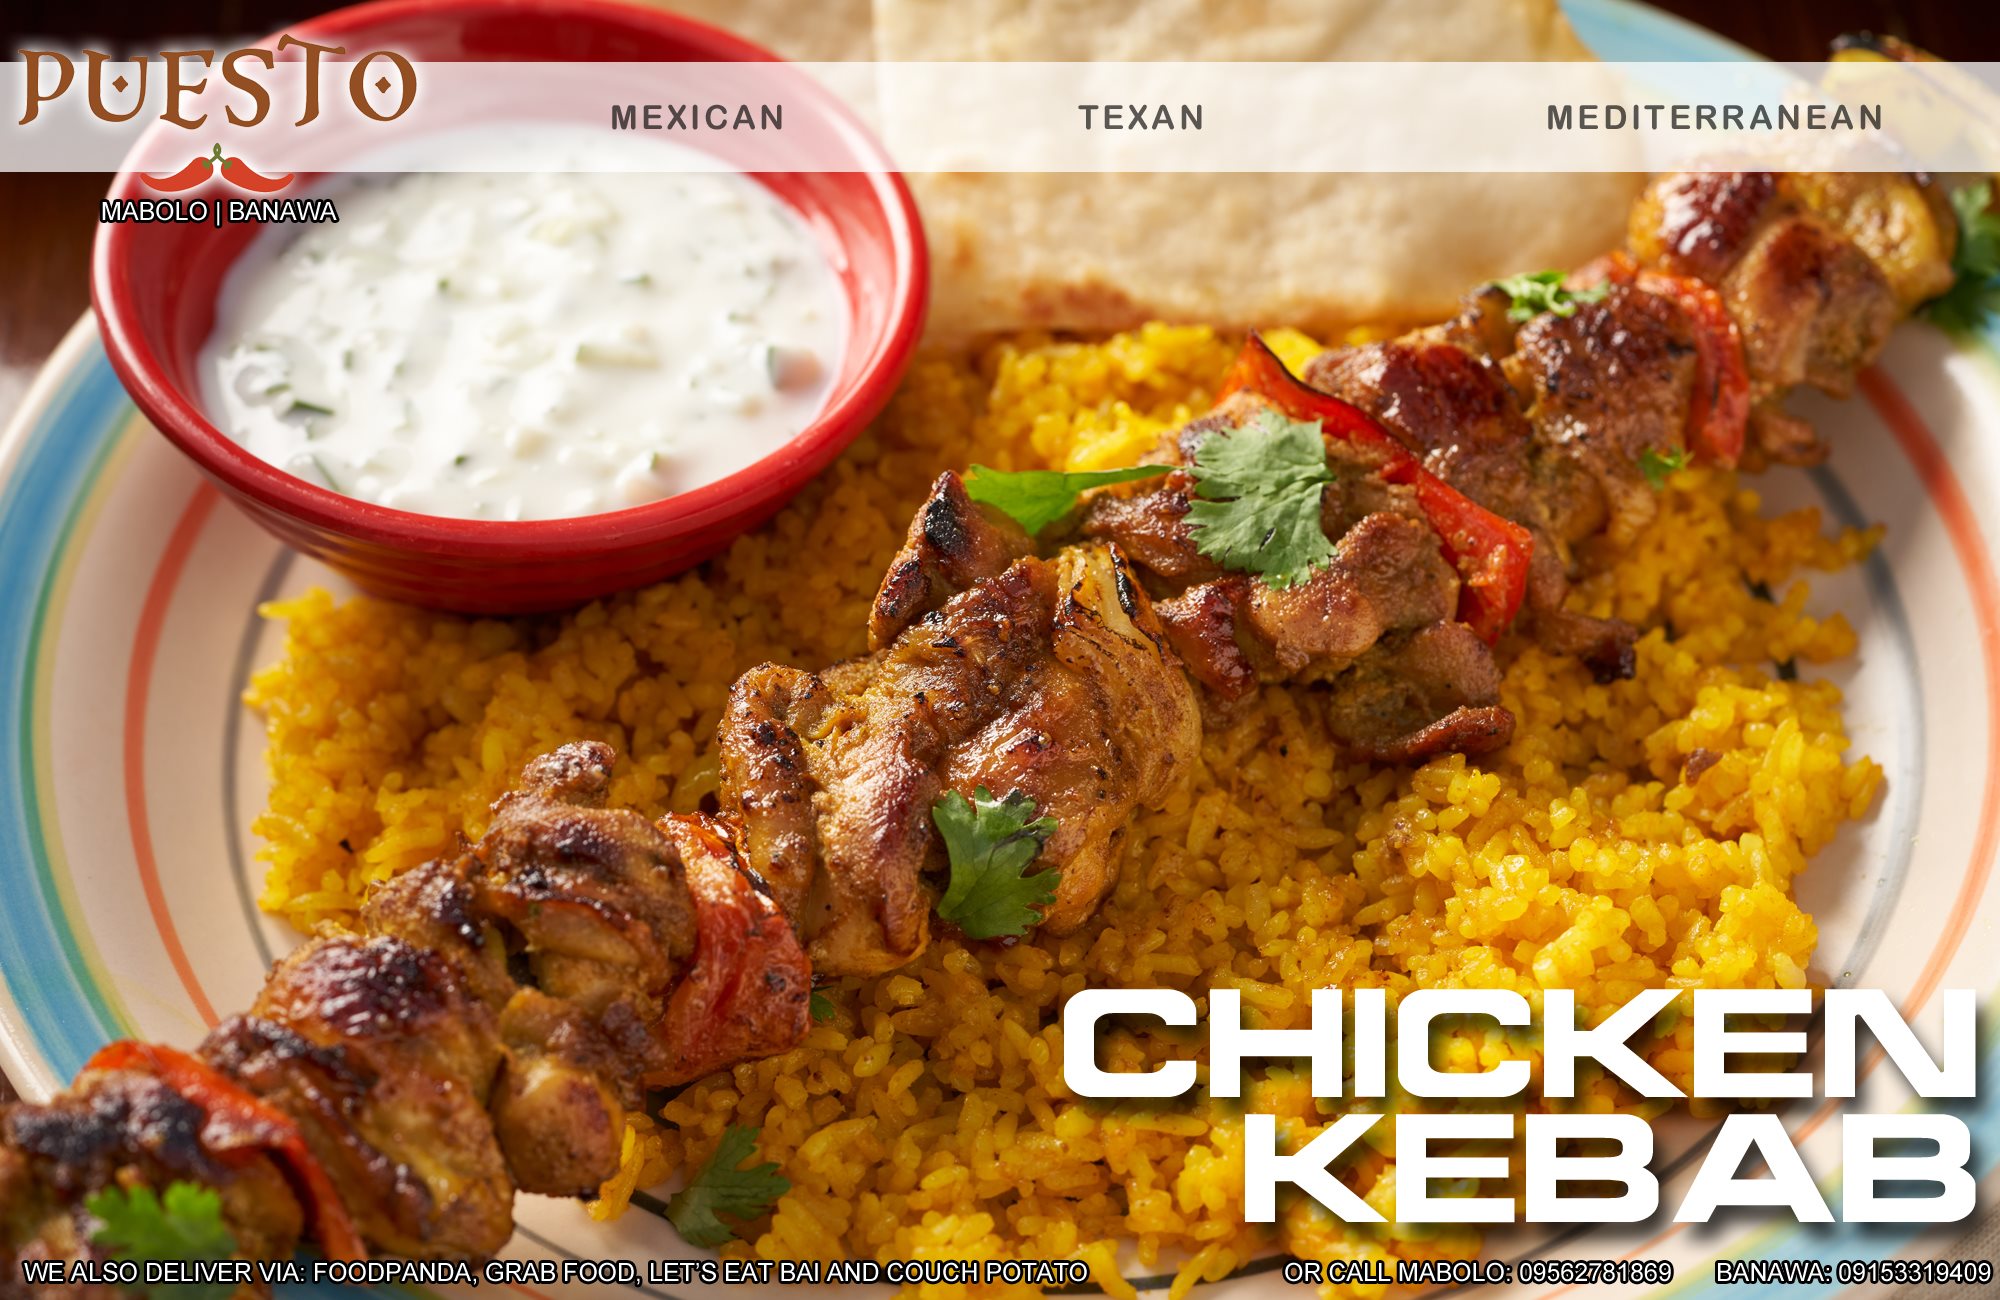 PUESTO
MEXICAN TEXAN MEDITERRANEAN
MABOLO | BANAWA
CHICKEN
KEBAB
WE ALSO DELIVER VIA: FOODPANDA, GRAB FOOD, LET'S EAT BAI AND COUCH POTATO
OR CALL MABOLO: 09562781869 BANAWA: 09153319409